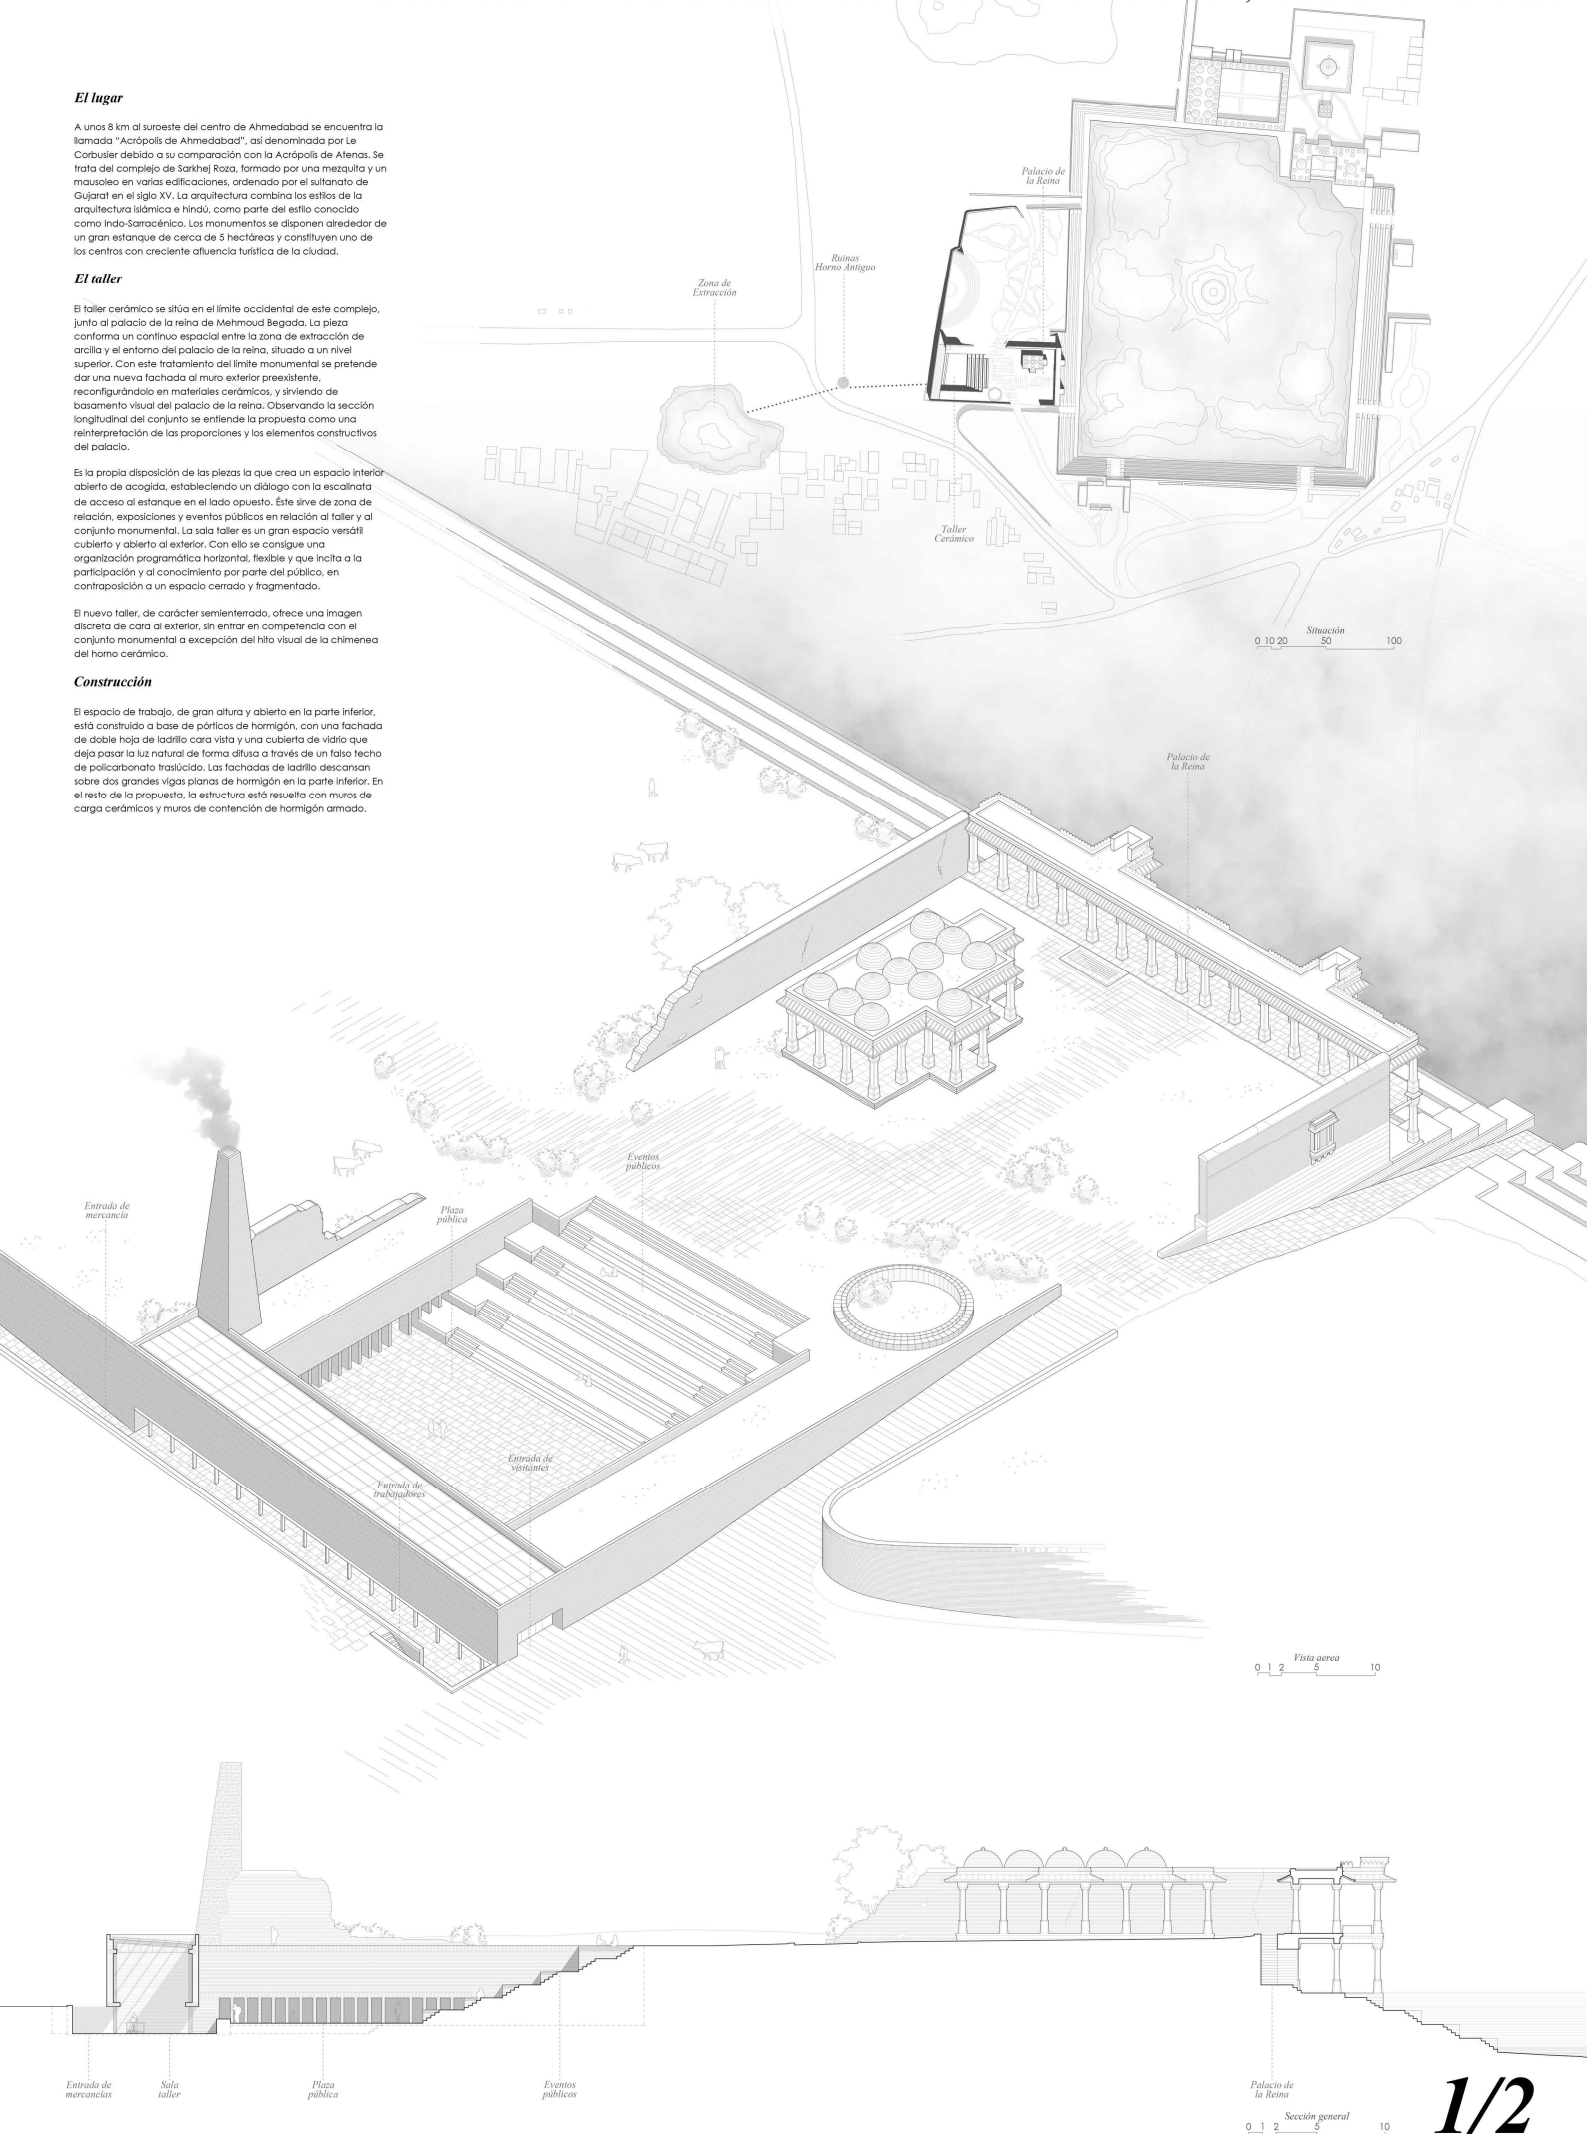 El lugar
A unos 8 km al suroeste del centro de Ahmedabad se encuentra la
llamada “Acrópolis de Ahmedabad”, así denominada por Le
Corbusier debido a su comparación con la Acrópolis de Atenas. Se
trata del complejo de Sarkhej Roza, formado por una mezquita y un
mausoleo en varias edificaciones, ordenado por el sultanato de
Gujarat en el siglo XV. La arquitectura combina los estilos de la
arquitectura islámica e hindú, como parte del estilo conocido
como Indo-Sarracénico. Los monumentos se disponen alrededor de
un gran estanque de cerca de 5 hectáreas y constituyen uno de
los centros con creciente afluencia turística de la ciudad.
El taller
El taller cerámico se sitúa en el límite occidental de este complejo,
junto al palacio de la reina de Mehmoud Begada. La pieza
conforma un continuo espacial entre la zona de extracción de
arcilla y el entorno del palacio de la reina, situado a un nivel
superior. Con este tratamiento del límite monumental se pretende
dar una nueva fachada al muro exterior preexistente,
reconfigurándolo en materiales cerámicos, y sirviendo de
basamento visual del palacio de la reina. Observando la sección
longitudinal del conjunto se entiende la propuesta como una
reinterpretación de las proporciones y los elementos constructivos
del palacio.
Es la propia disposición de las piezas la que crea un espacio interior
abierto de acogida, estableciendo un diálogo con la escalinata
de acceso al estanque en el lado opuesto. Éste sirve de zona de
relación, exposiciones y eventos públicos en relación al taller y al
conjunto monumental. La sala taller es un gran espacio versátil
cubierto y abierto al exterior. Con ello se consigue una
organización programática horizontal, flexible y que incita a la
participación y al conocimiento por parte del público, en
contraposición a un espacio cerrado y fragmentado.
El nuevo taller, de carácter semienterrado, ofrece una imagen
discreta de cara al exterior, sin entrar en competencia con el
conjunto monumental a excepción del hito visual de la chimenea
del horno cerámico.
Construcción
El espacio de trabajo, de gran altura y abierto en la parte inferior,
está construido a base de pórticos de hormigón, con una fachada
de doble hoja de ladrillo cara vista y una cubierta de vidrio que
deja pasar la luz natural de forma difusa a través de un falso techo
de policarbonato traslúcido. Las fachadas de ladrillo descansan
sobre dos grandes vigas planas de hormigón en la parte inferior. En
el resto de la propuesta, la estructura está resuelta con muros de
carga cerámicos y muros de contención de hormigón armado.
Palacio de
la Reina
Ruinas
Horno Antiguo
Zona de
Extracción
Taller
Cerámico
Situación
0 10 20 50 100
Palacio de
la Reina
Eventos
públicos
Entrada de
mercancía
Plaza
pública
Entrada de
visitantes
Entrada de
trabajadores
Vista aerea
0 1 2 5 10
Entrada de
mercancías
Sala
taller
Plaza
pública
Eventos
públicos
Palacio de
la Reina
Sección general
0 1 2 5 10
1/2